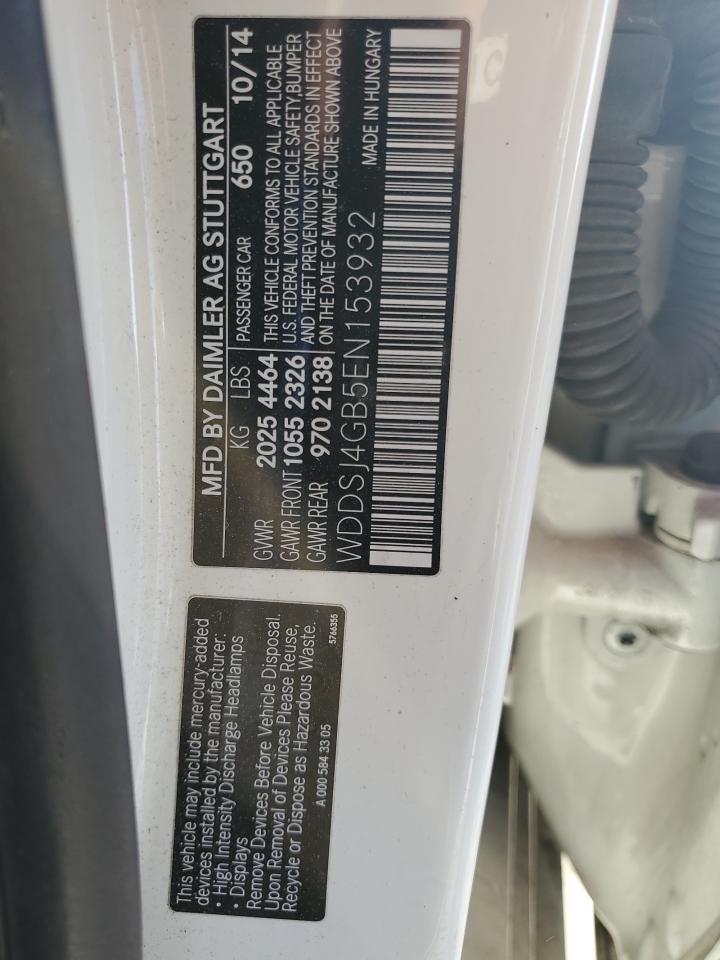 MFD BY DAIMLER AG STUTTGART
KG LBS PASSENGER CAR 650 10/14
GVWR 2025 4464 THIS VEHICLE CONFORMS TO ALL APPLICABLE
GAWR FRONT 1055 2326 U.S. FEDERAL MOTOR VEHICLE SAFETY,BUMPER
GAWR REAR 970 2138 AND THEFT PREVENTION STANDARDS IN EFFECT
ON THE DATE OF MANUFACTURE SHOWN ABOVE
WDDSJ4GB5EN153932 MADE IN HUNGARY
This vehicle may include mercury-added
devices installed by the manufacturer:
• High Intensity Discharge Headlamps
• Displays
Remove Devices Before Vehicle Disposal.
Upon Removal of Devices Please Reuse,
Recycle or Dispose as Hazardous Waste.
A 000 584 33 05 5766355